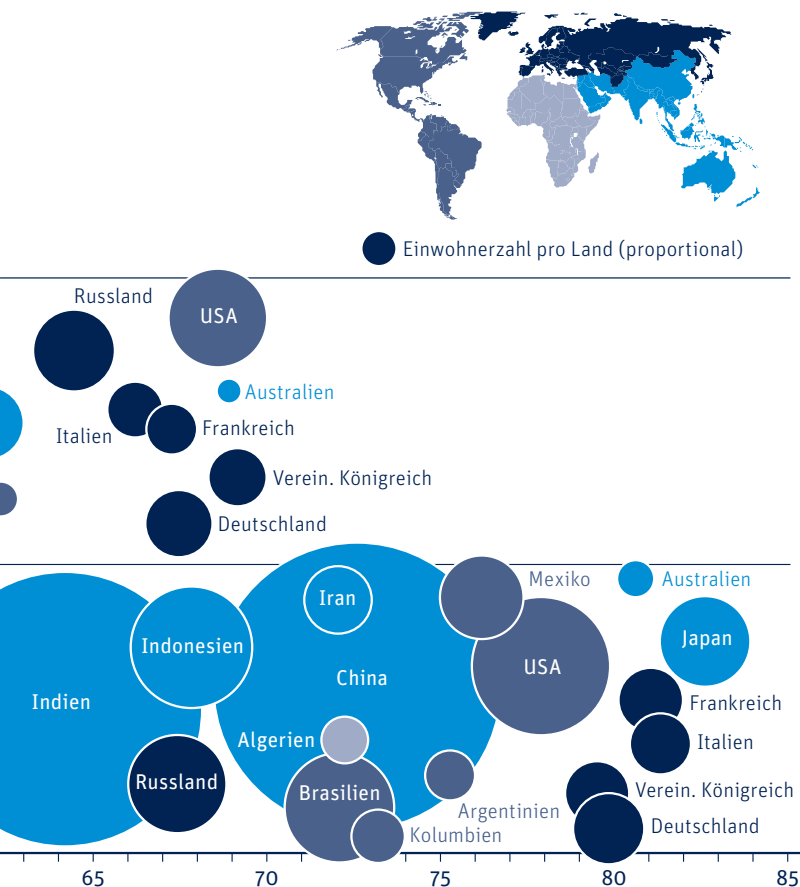 Einwohnerzahl pro Land (proportional)
Russland
USA
Australien
Italien
Frankreich
Verein. Königreich
Deutschland
Mexiko
Australien
Iran
Japan
Indonesien
USA
China
Indien
Frankreich
Algerien
Italien
Russland
Brasilien
Verein. Königreich
Argentinien
Deutschland
Kolumbien
65 70 75 80 85